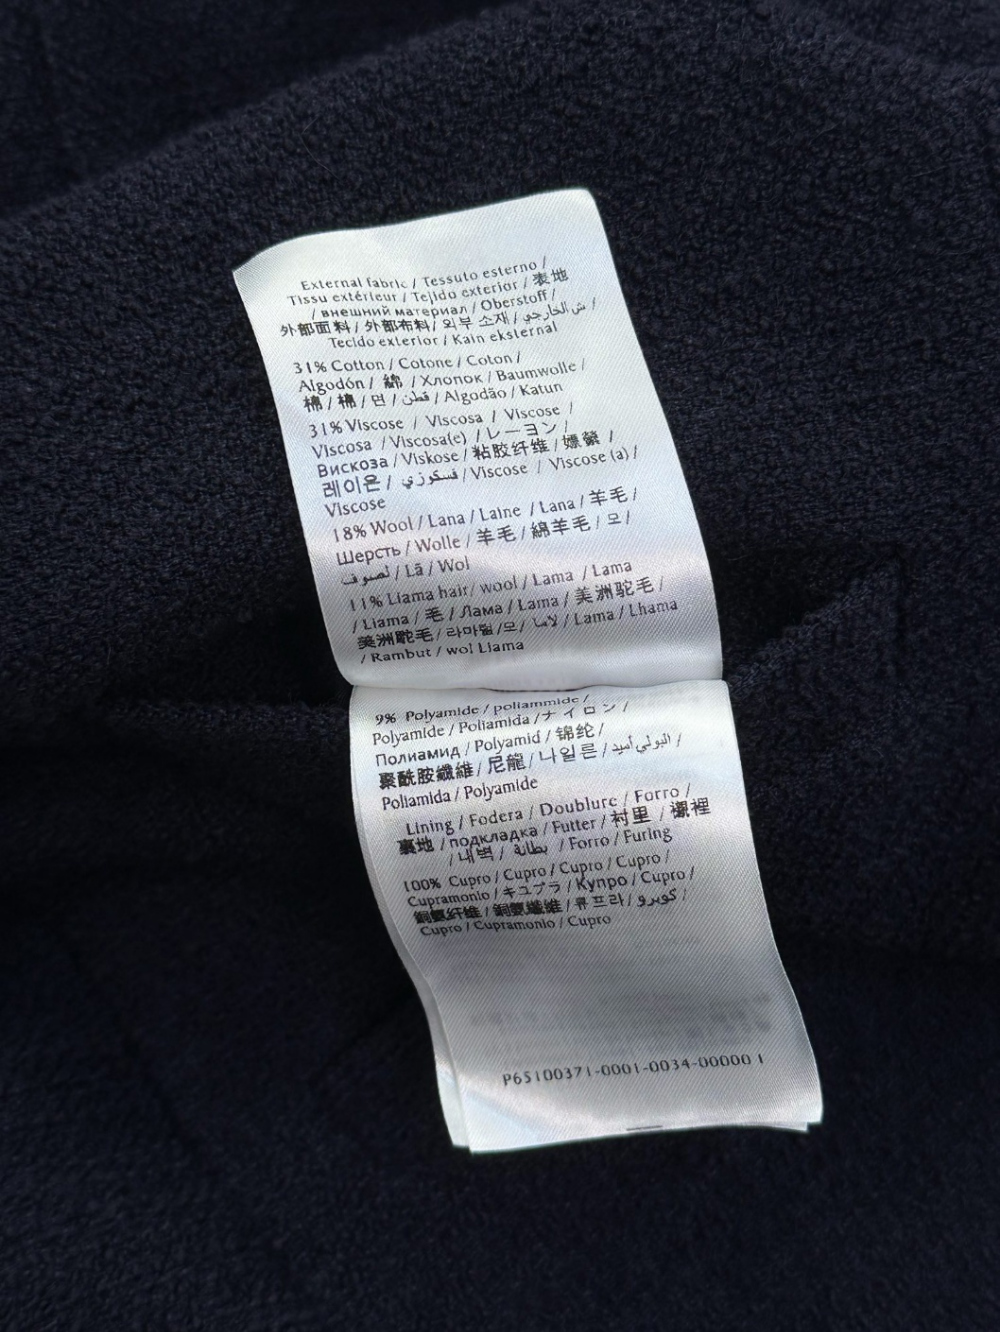 External fabric / Tessuto esterno /
Tissu extérieur / Tejido exterior / 表地
/ внешний материал / Oberstoff /
外部面料 / 外部布料 / 외부 소재 / ش الخارجي /
Tecido exterior / Kain eksternal
31% Cotton / Cotone / Coton /
Algodón / 綿 / Хлопок / Baumwolle /
棉 / 棉 / 면 / قطن / Algodão / Katun
31% Viscose / Viscosa / Viscose /
Viscosa / Viscosa(e) / レーヨン /
Вискоза / Viskose / 粘胶纤维 / 嫘縈 /
레이온 / فسكوزي / Viscose / Viscose (a) /
Viscose
18% Wool / Lana / Laine / Lana / 羊毛 /
Шерсть / Wolle / 羊毛 / 綿羊毛 / 모 /
لصوف / Lã / Wol
11% Llama hair/ wool / Lama / Lama
/ Llama / 毛 / Лама / Lama / 美洲驼毛 /
美洲駝毛 / 라마털 /모/ لاما / Lama / Lhama
/ Rambut / wol Llama
9% Polyamide / poliammide /
Polyamide / Poliamida / ナイロン /
Полиамид / Polyamid / 锦纶 /
聚酰胺纖維 / 尼龍 / 나일론 / البولي أميد /
Poliamida / Polyamide
Lining / Fodera / Doublure / Forro /
裏地 / подкладка / Futter / 衬里 / 襯裡
/ 내벽 / بطانة / Forro / Furing
100% Cupro / Cupro / Cupro / Cupro /
Cupramonio / キュプラ / Купро / Cupro /
銅氨纤维 / 銅氨纖維 / 큐프라 / كوبرو /
Cupro / Cupramonio / Cupro
P65100371-0001-0034-00000 1